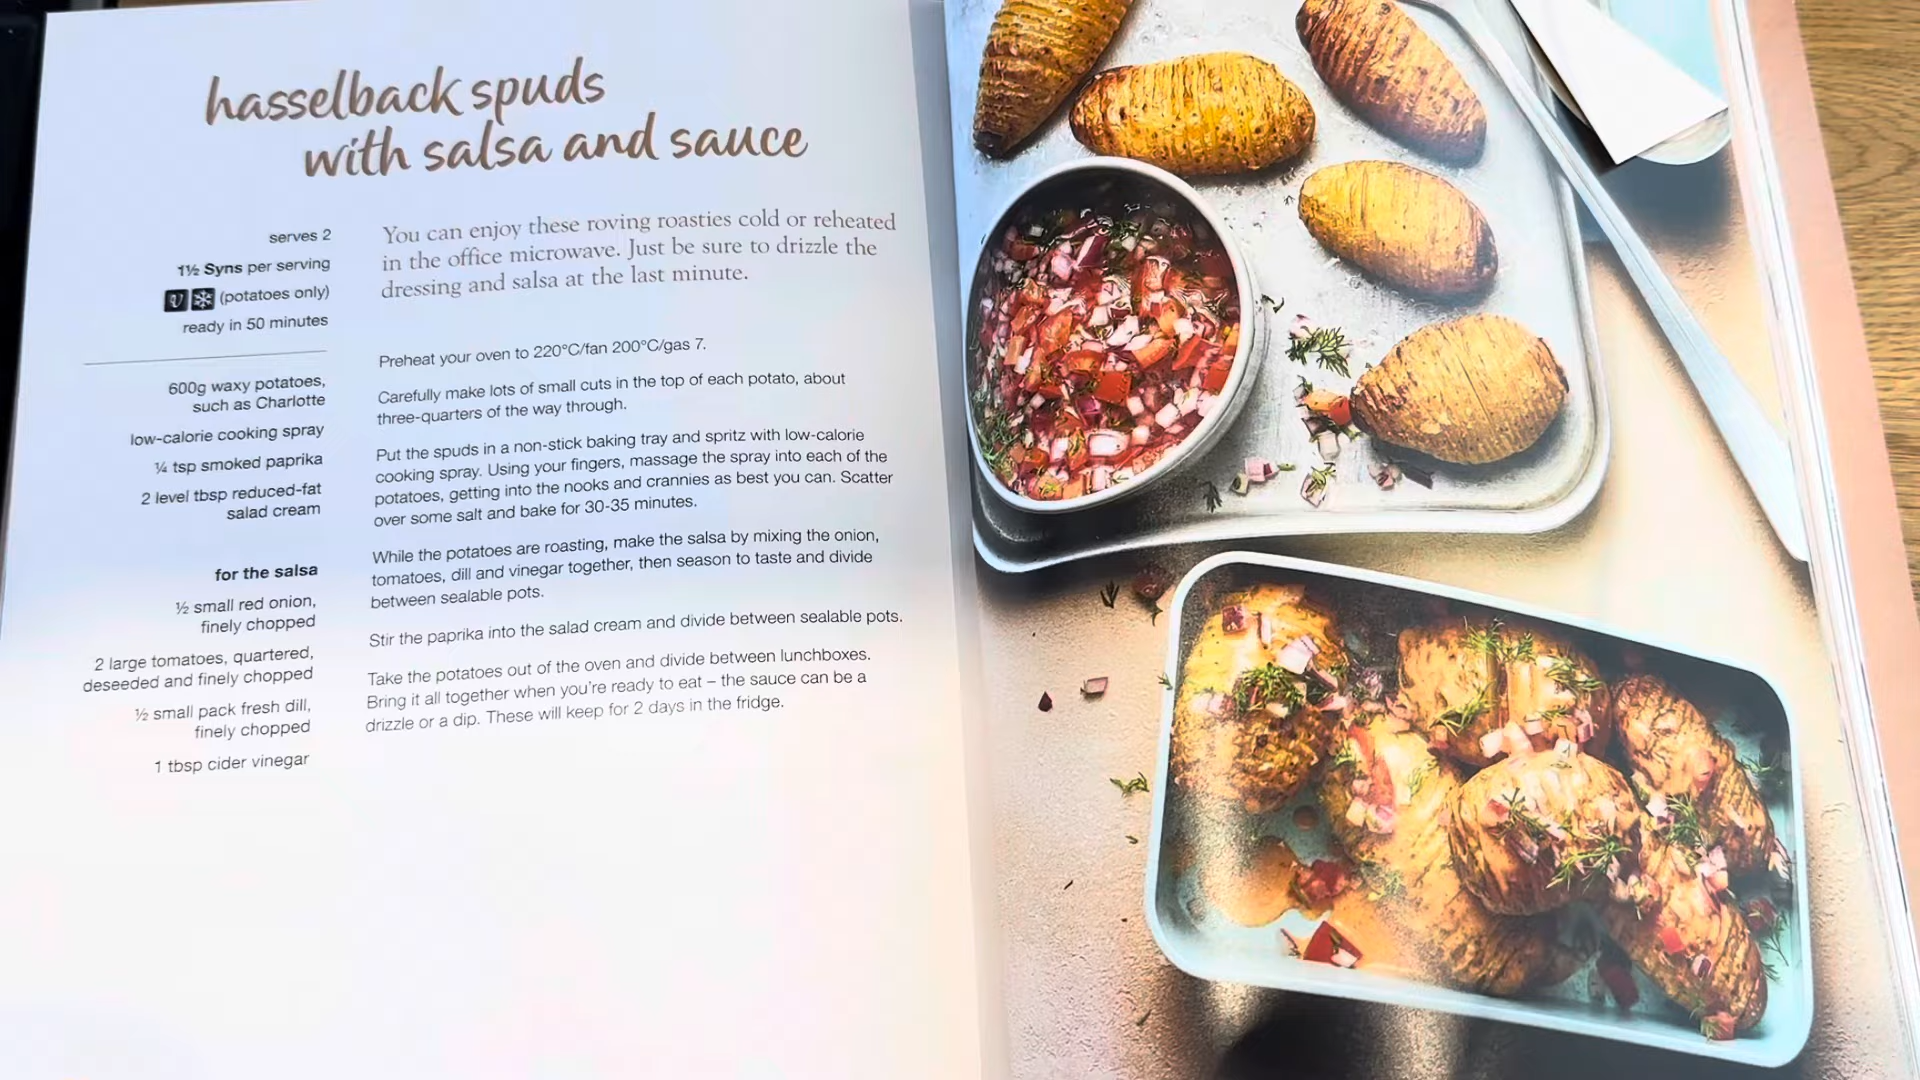 hasselback spuds
with salsa and sauce
serves 2
1½ Syns per serving
V (potatoes only)
ready in 50 minutes
600g waxy potatoes,
such as Charlotte
low-calorie cooking spray
¼ tsp smoked paprika
2 level tbsp reduced-fat
salad cream
for the salsa
½ small red onion,
finely chopped
2 large tomatoes, quartered,
deseeded and finely chopped
½ small pack fresh dill,
finely chopped
1 tbsp cider vinegar
You can enjoy these roving roasties cold or reheated
in the office microwave. Just be sure to drizzle the
dressing and salsa at the last minute.
Preheat your oven to 220°C/fan 200°C/gas 7.
Carefully make lots of small cuts in the top of each potato, about
three-quarters of the way through.
Put the spuds in a non-stick baking tray and spritz with low-calorie
cooking spray. Using your fingers, massage the spray into each of the
potatoes, getting into the nooks and crannies as best you can. Scatter
over some salt and bake for 30-35 minutes.
While the potatoes are roasting, make the salsa by mixing the onion,
tomatoes, dill and vinegar together, then season to taste and divide
between sealable pots.
Stir the paprika into the salad cream and divide between sealable pots.
Take the potatoes out of the oven and divide between lunchboxes.
Bring it all together when you're ready to eat – the sauce can be a
drizzle or a dip. These will keep for 2 days in the fridge.